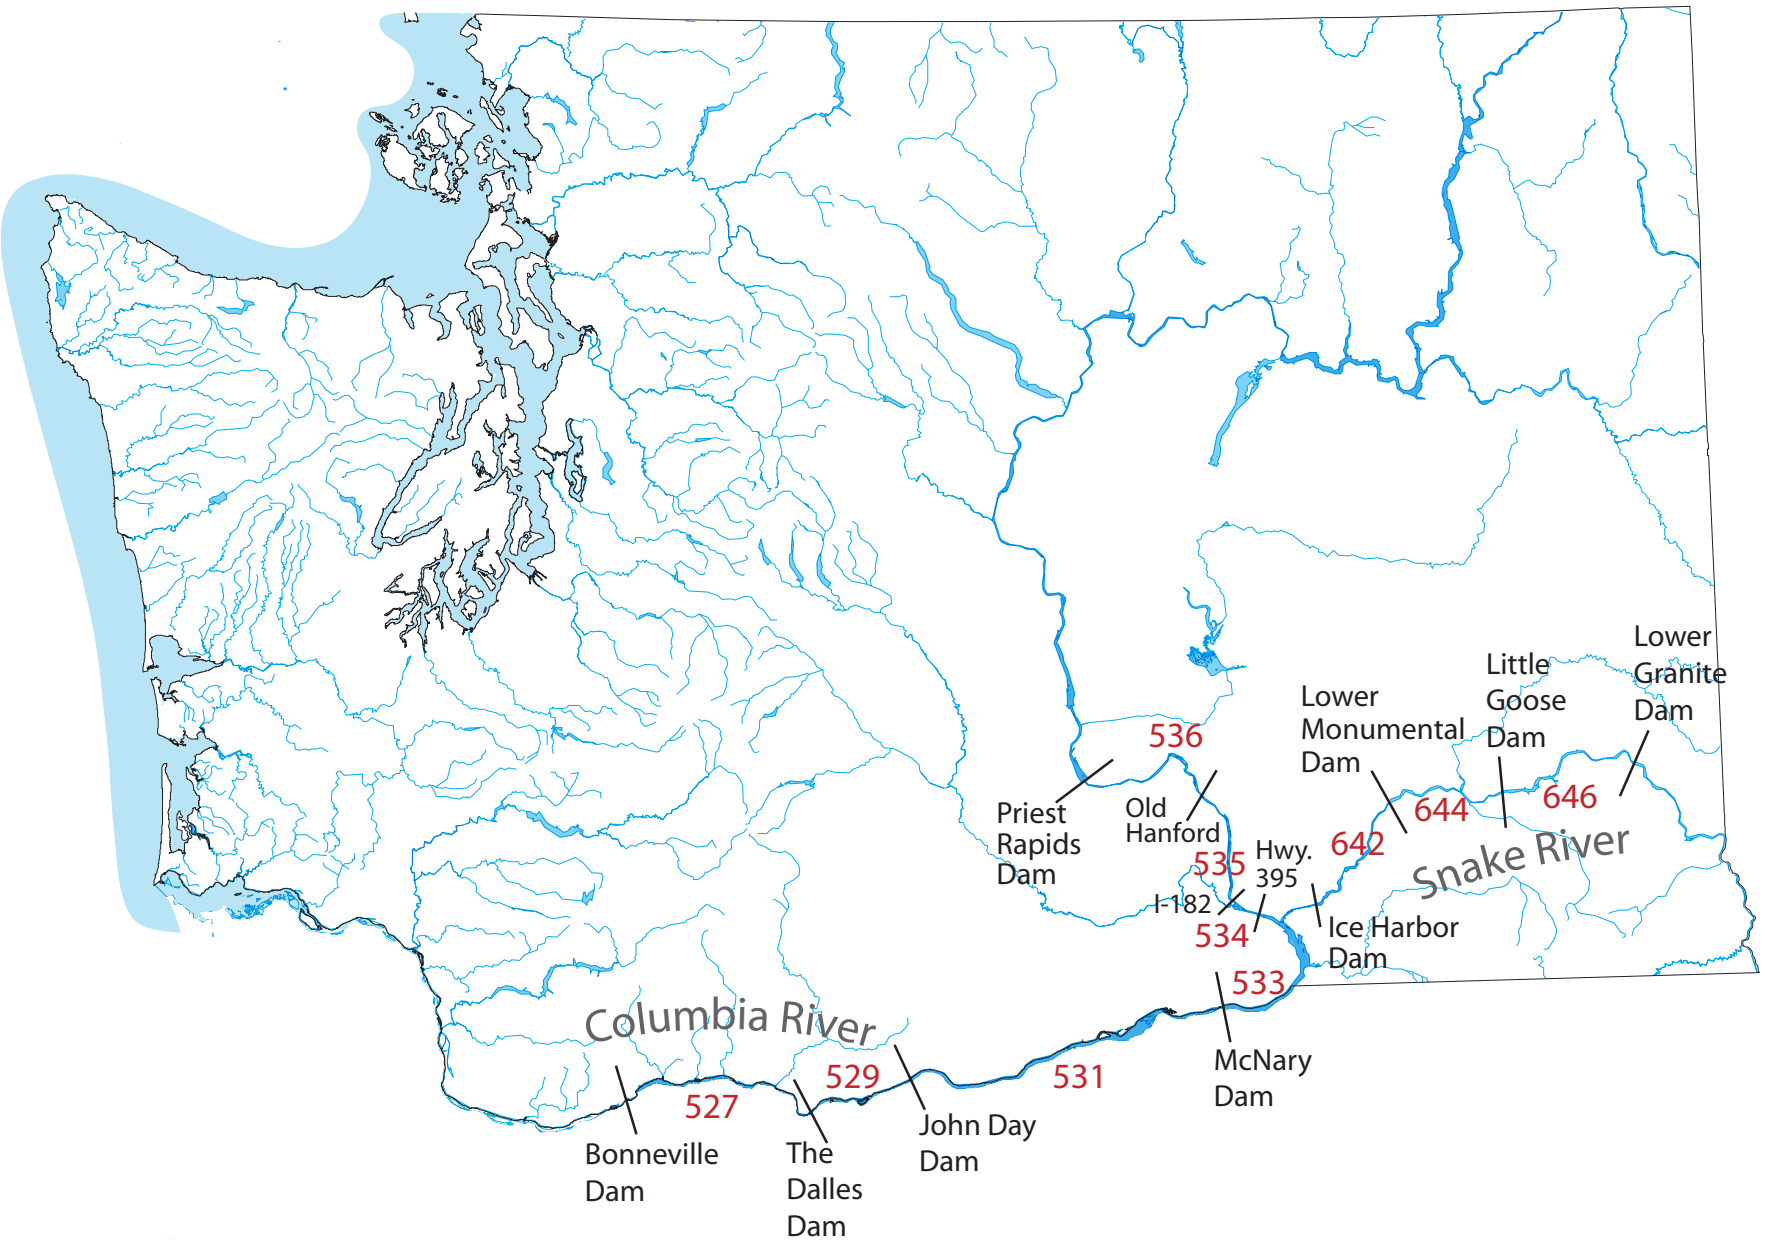 Lower
Granite
Dam
Little
Goose
Dam
Lower
Monumental
Dam
536
Priest
Rapids
Dam
Old
Hanford
535
Hwy.
395
I-182
534
533
642
644
646
Snake River
Ice Harbor
Dam
Columbia River
McNary
Dam
531
529
527
John Day
Dam
The
Dalles
Dam
Bonneville
Dam